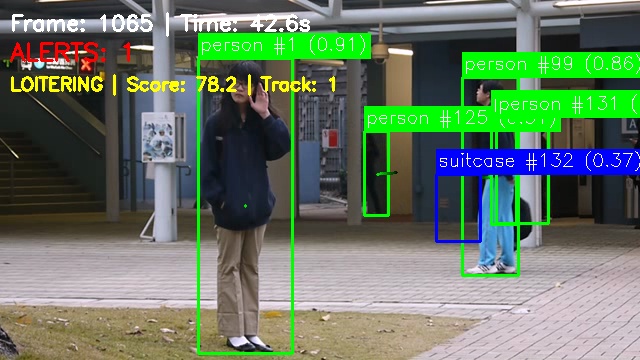 Frame: 1065 | Time: 42.6s
ALERTS: 1
LOITERING | Score: 78.2 | Track: 1
person #1 (0.91)
person #99 (0.86)
person #131 (
person #125
suitcase #132 (0.37)